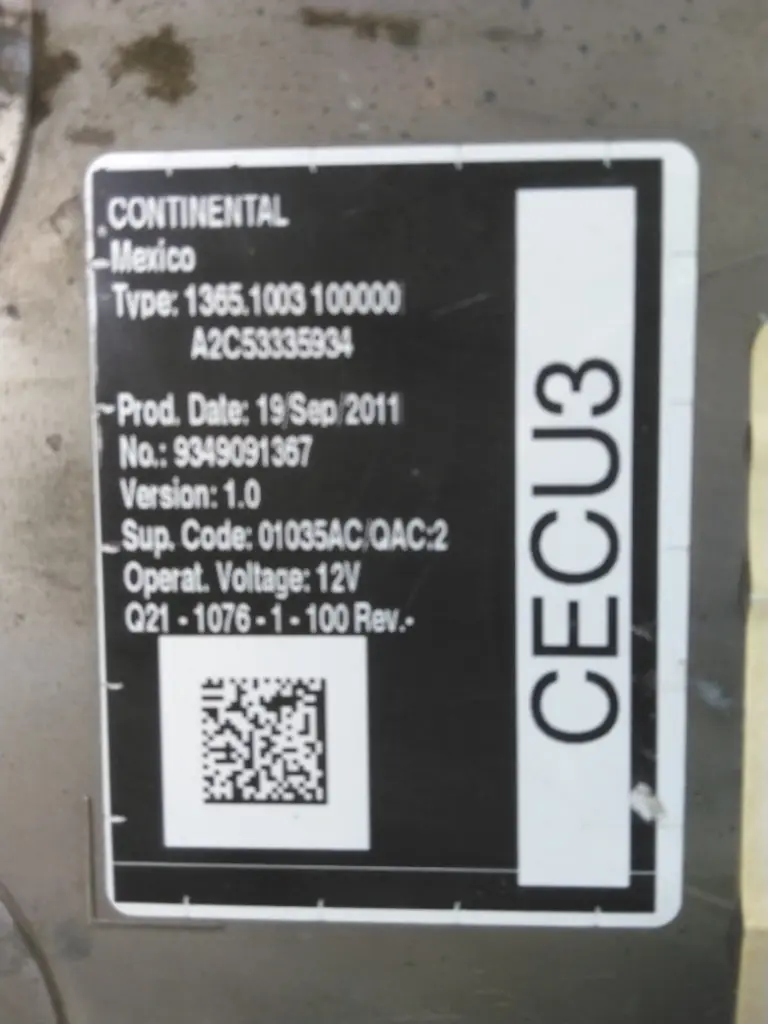 CONTINENTAL
Mexico
Type: 1365.1003 100000
A2C53335934
Prod. Date: 19/Sep/2011
No.: 9349091367
Version: 1.0
Sup. Code: 01035AC/QAC:2
Operat. Voltage: 12V
Q21 - 1076 - 1 - 100 Rev.-
CECU3